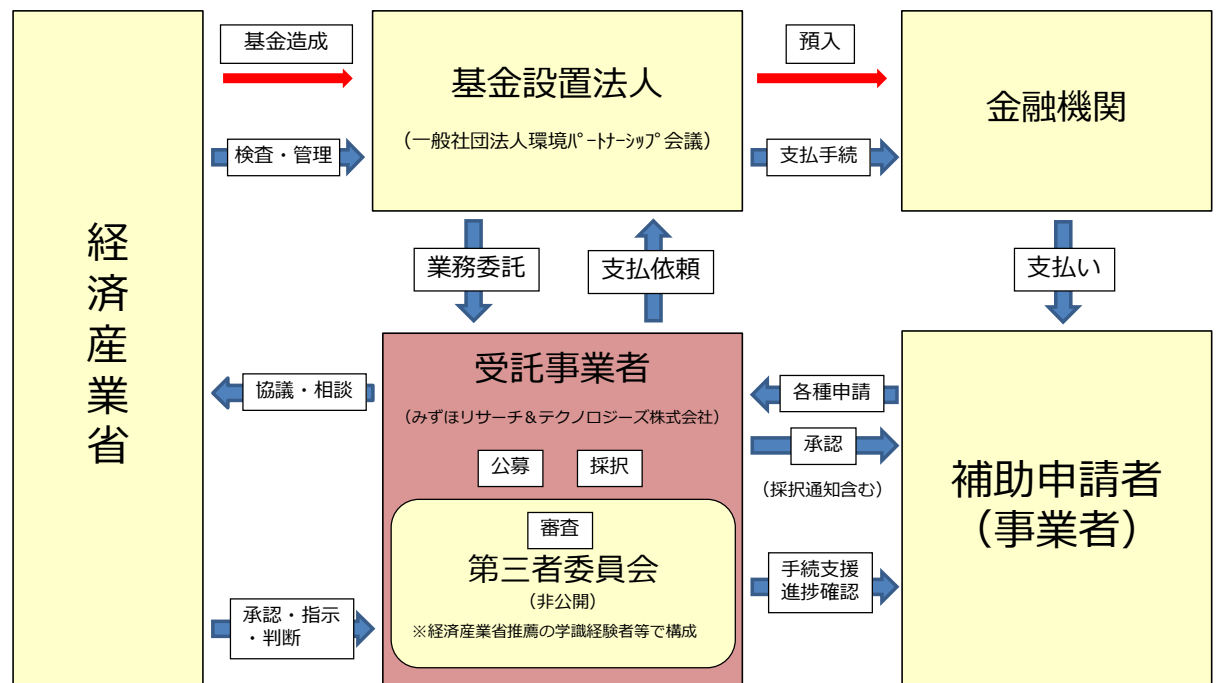 経済産業省
基金造成
検査・管理
基金設置法人
（一般社団法人環境ﾊﾟｰﾄﾅｰｼｯﾌﾟ会議）
預入
支払手続
金融機関
業務委託
支払依頼
支払い
協議・相談
承認・指示
・判断
受託事業者
（みずほリサーチ＆テクノロジーズ株式会社）
公募
採択
審査
第三者委員会
（非公開）
※経済産業省推薦の学識経験者等で構成
各種申請
承認
（採択通知含む）
手続支援
進捗確認
補助申請者
（事業者）